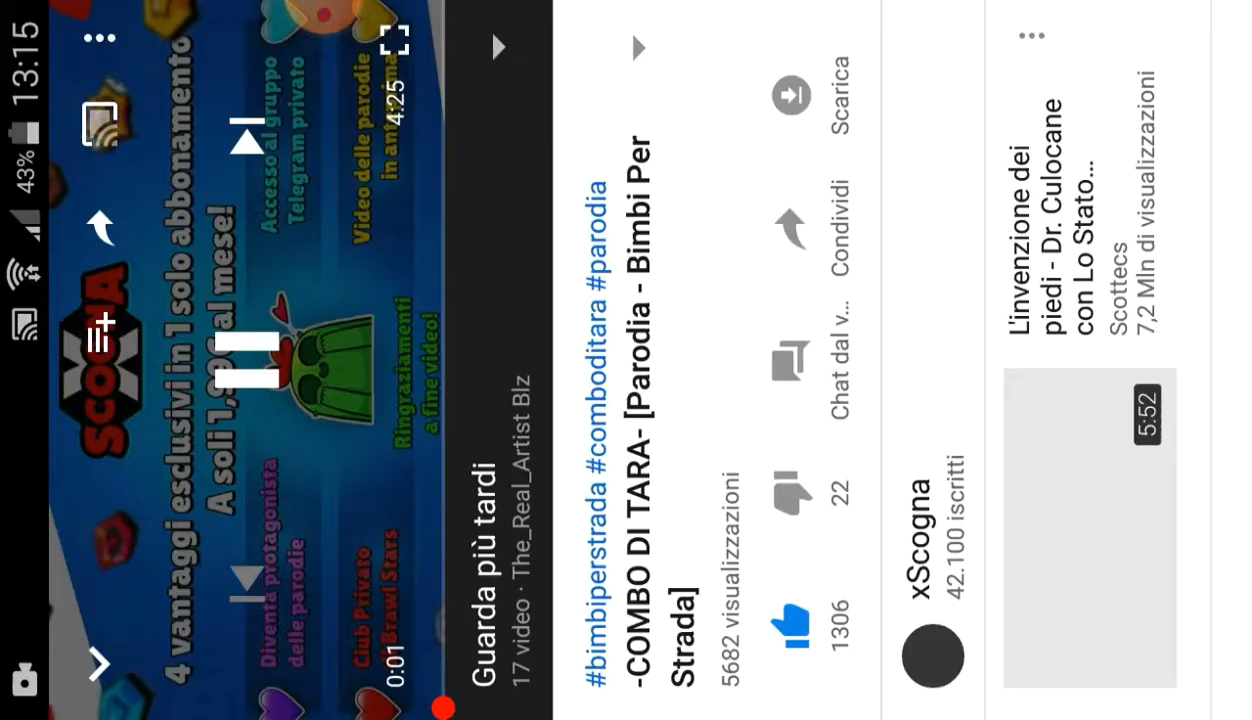 43% 13:15
SCOGNA
4 vantaggi esclusivi in 1 solo abbonamento
A soli 1,99€ al mese!
Diventa protagonista
delle parodie
Accesso al gruppo
Telegram privato
Club Privato
di Brawl Stars
Ringraziamenti
a fine video!
Video delle parodie
in anteprima
0:01
4:25
Guarda più tardi
17 video · The_Real_Artist Blz
#bimbiperstrada #comboditara #parodia
-COMBO DI TARA- [Parodia - Bimbi Per
Strada]
5682 visualizzazioni
1306
22
Chat dal v...
Condividi
Scarica
xScogna
42.100 iscritti
5:52
L'invenzione dei
piedi - Dr. Culocane
con Lo Stato...
Scottecs
7,2 Mln di visualizzazioni